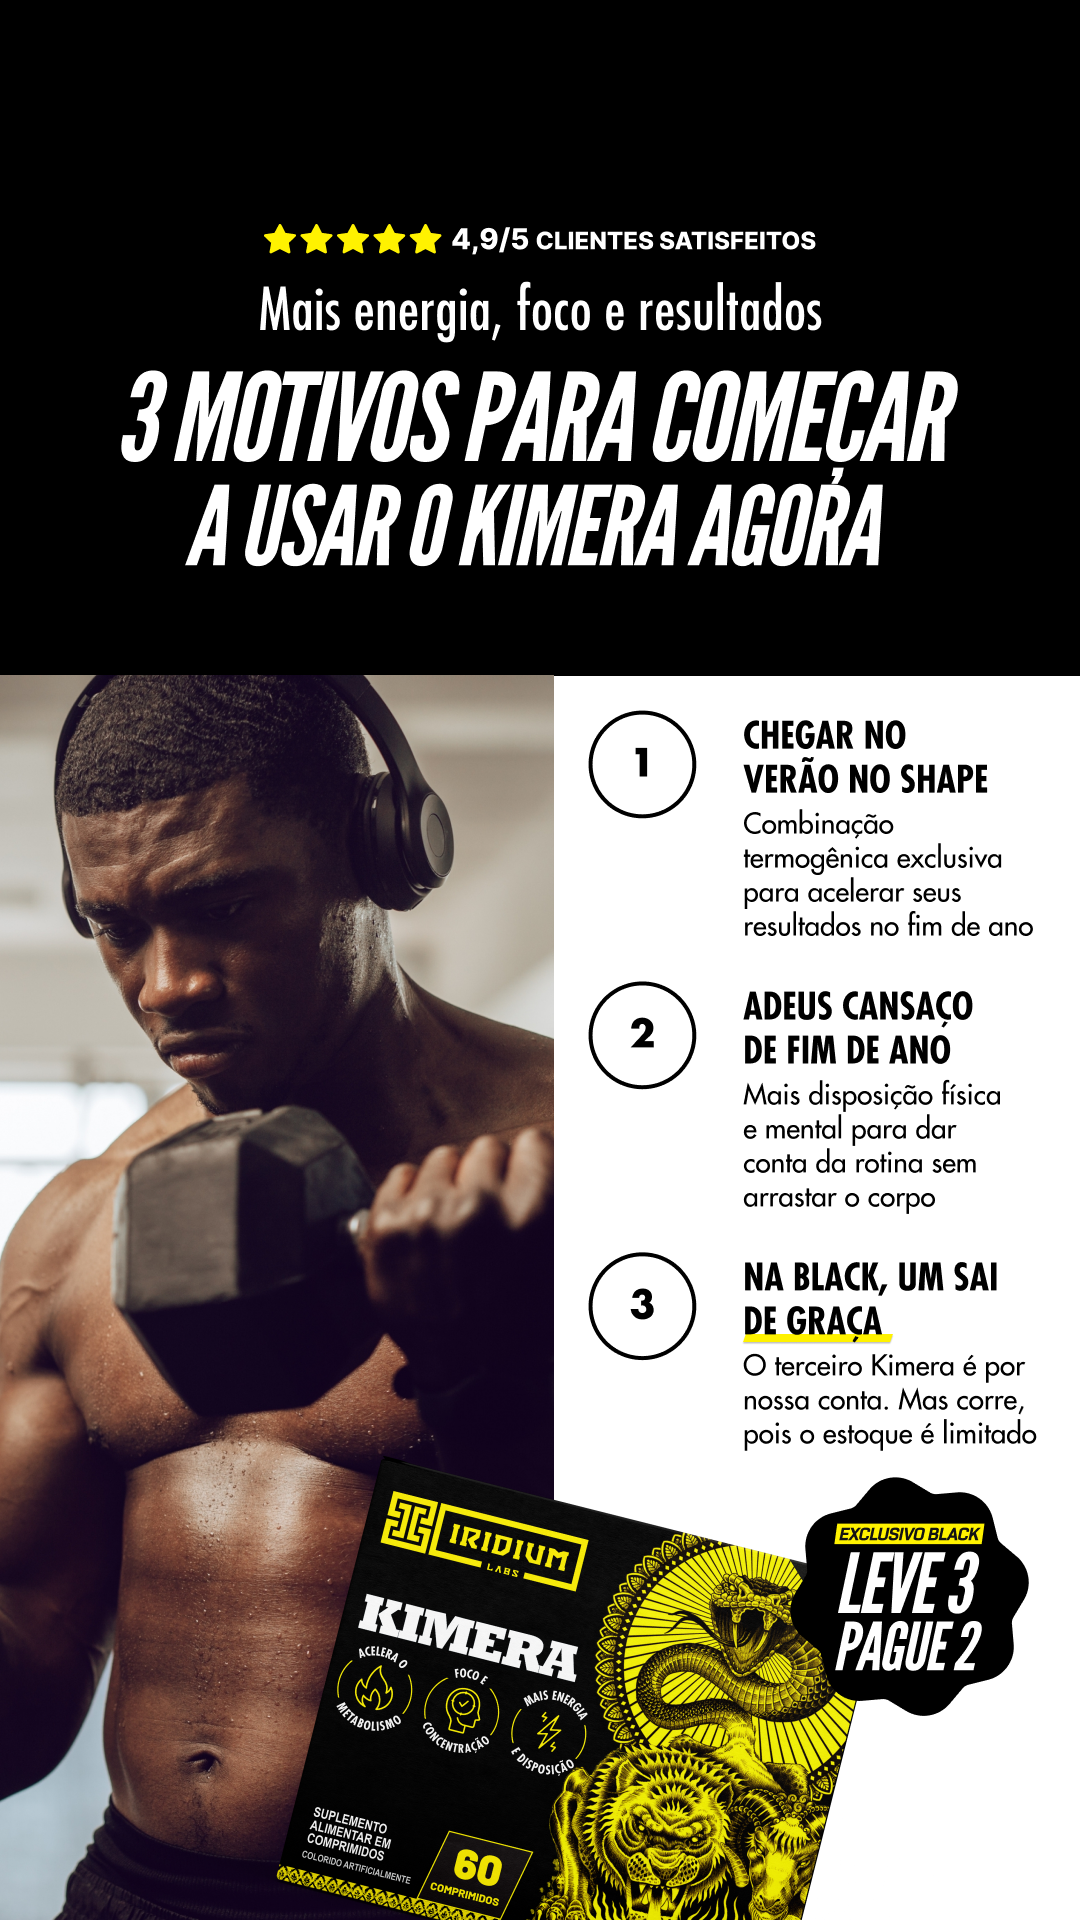 4,9/5 CLIENTES SATISFEITOS
Mais energia, foco e resultados
3 MOTIVOS PARA COMEÇAR
A USAR O KIMERA AGORA
1
CHEGAR NO
VERÃO NO SHAPE
Combinação
termogênica exclusiva
para acelerar seus
resultados no fim de ano
2
ADEUS CANSAÇO
DE FIM DE ANO
Mais disposição física
e mental para dar
conta da rotina sem
arrastar o corpo
3
NA BLACK, UM SAI
DE GRAÇA
O terceiro Kimera é por
nossa conta. Mas corre,
pois o estoque é limitado
EXCLUSIVO BLACK
LEVE 3
PAGUE 2
IRIDIUM
LABS
KIMERA
ACELERA O
METABOLISMO
FOCO E
CONCENTRAÇÃO
MAIS ENERGIA
E DISPOSIÇÃO
SUPLEMENTO
ALIMENTAR EM
COMPRIMIDOS
COLORIDO ARTIFICIALMENTE
60
COMPRIMIDOS